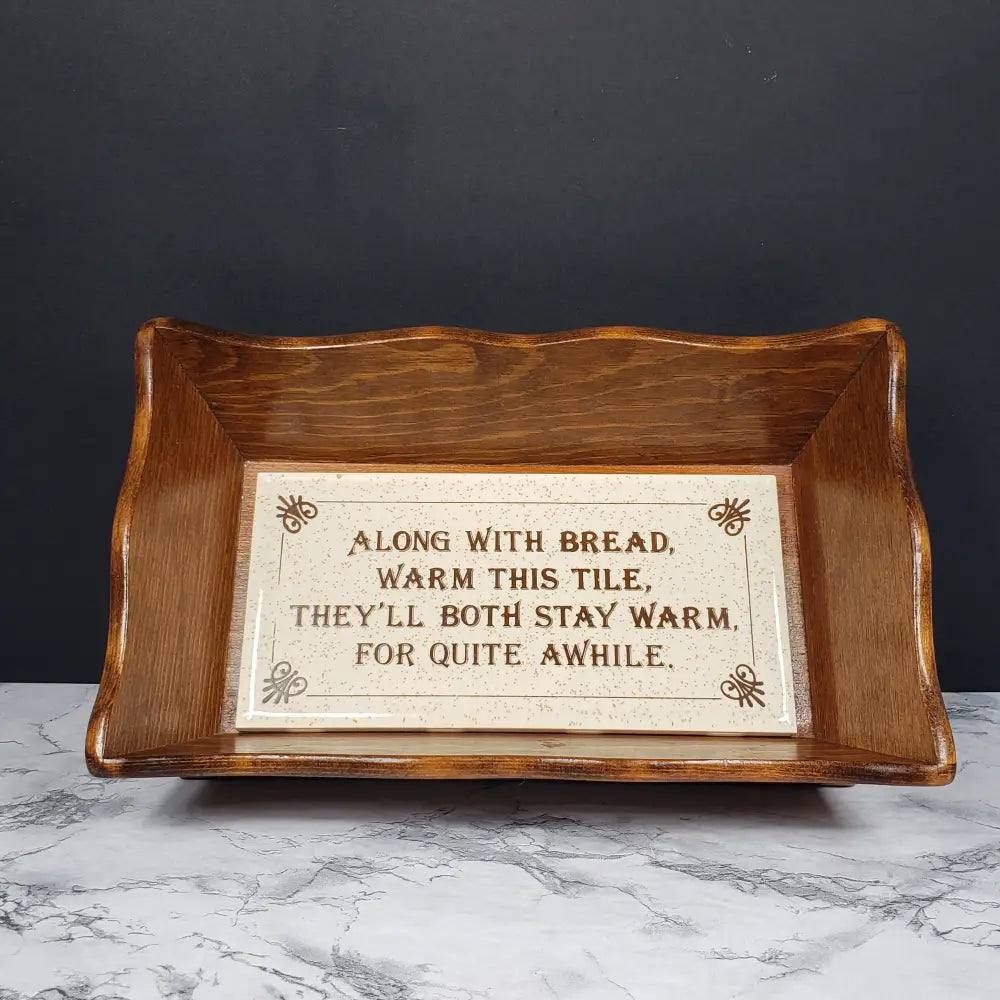 ALONG WITH BREAD,
WARM THIS TILE,
THEY'LL BOTH STAY WARM,
FOR QUITE AWHILE.